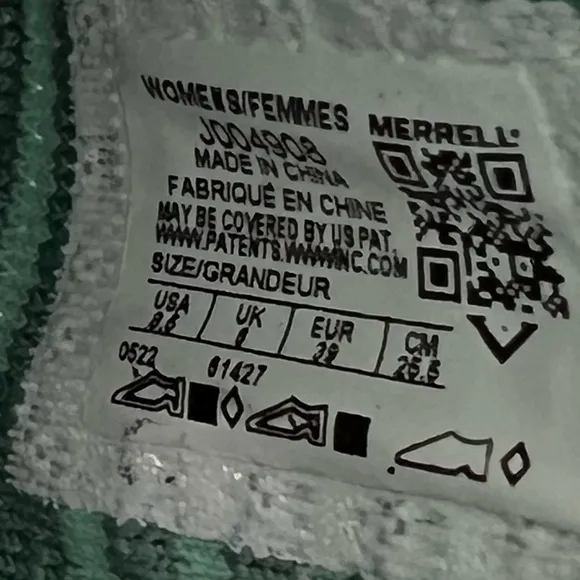 WOMEN'S/FEMMES
MERRELL
J004908
MADE IN CHINA
FABRIQUÉ EN CHINE
MAY BE COVERED BY US PAT.
WWW.PATENTS.WWWINC.COM
SIZE/GRANDEUR
USA UK EUR CM
8.5 6 39 25.5
0522 61427